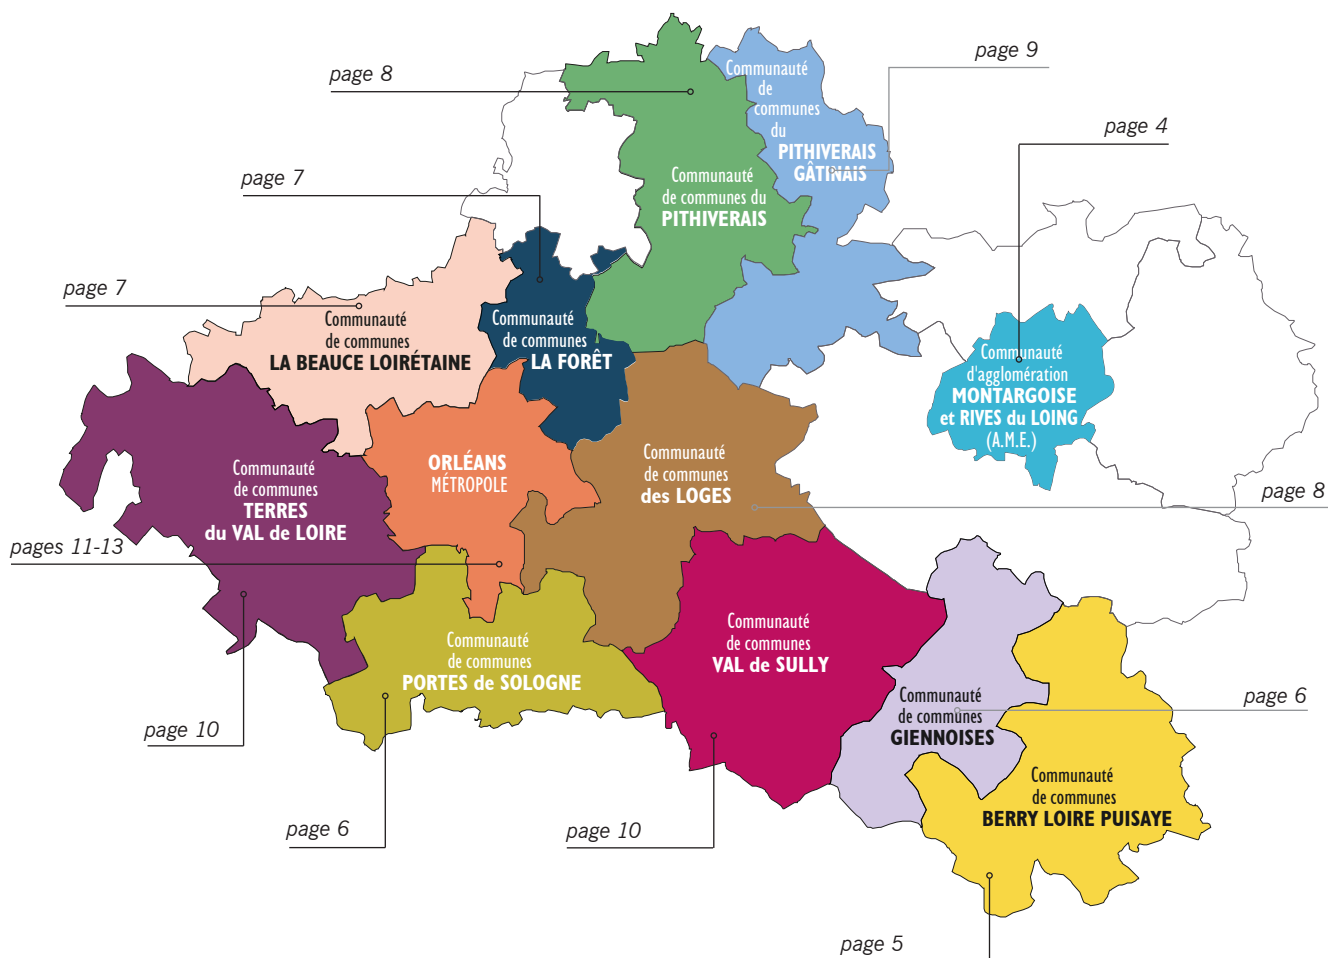 page 8
Communauté
de
communes
du
PITHIVERAIS
GÂTINAIS
page 9
page 4
page 7
Communauté
de communes du
PITHIVERAIS
page 7
Communauté
de communes
LA BEAUCE LOIRÉTAINE
Communauté
de communes
LA FORÊT
Communauté
d'agglomération
MONTARGOISE
et RIVES du LOING
(A.M.E.)
ORLÉANS
MÉTROPOLE
Communauté
de communes
des LOGES
Communauté
de communes
TERRES
du VAL de LOIRE
page 8
pages 11-13
Communauté
de communes
VAL de SULLY
Communauté
de communes
PORTES de SOLOGNE
Communauté
de communes
GIENNOISES
page 6
page 10
Communauté
de communes
BERRY LOIRE PUISAYE
page 6
page 10
page 5